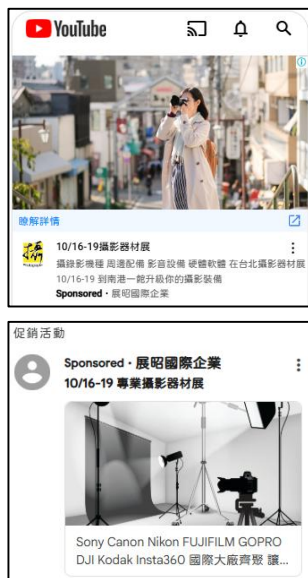 YouTube
瞭解詳情
10/16-19攝影器材展
攝錄影機種 周邊配備 影音設備 硬體軟體 在台北攝影器材展
10/16-19 到南港一館升級你的攝影裝備
Sponsored・展昭國際企業
促銷活動
Sponsored・展昭國際企業
10/16-19 專業攝影器材展
Sony Canon Nikon FUJIFILM GOPRO
DJI Kodak Insta360 國際大廠齊聚 讓...